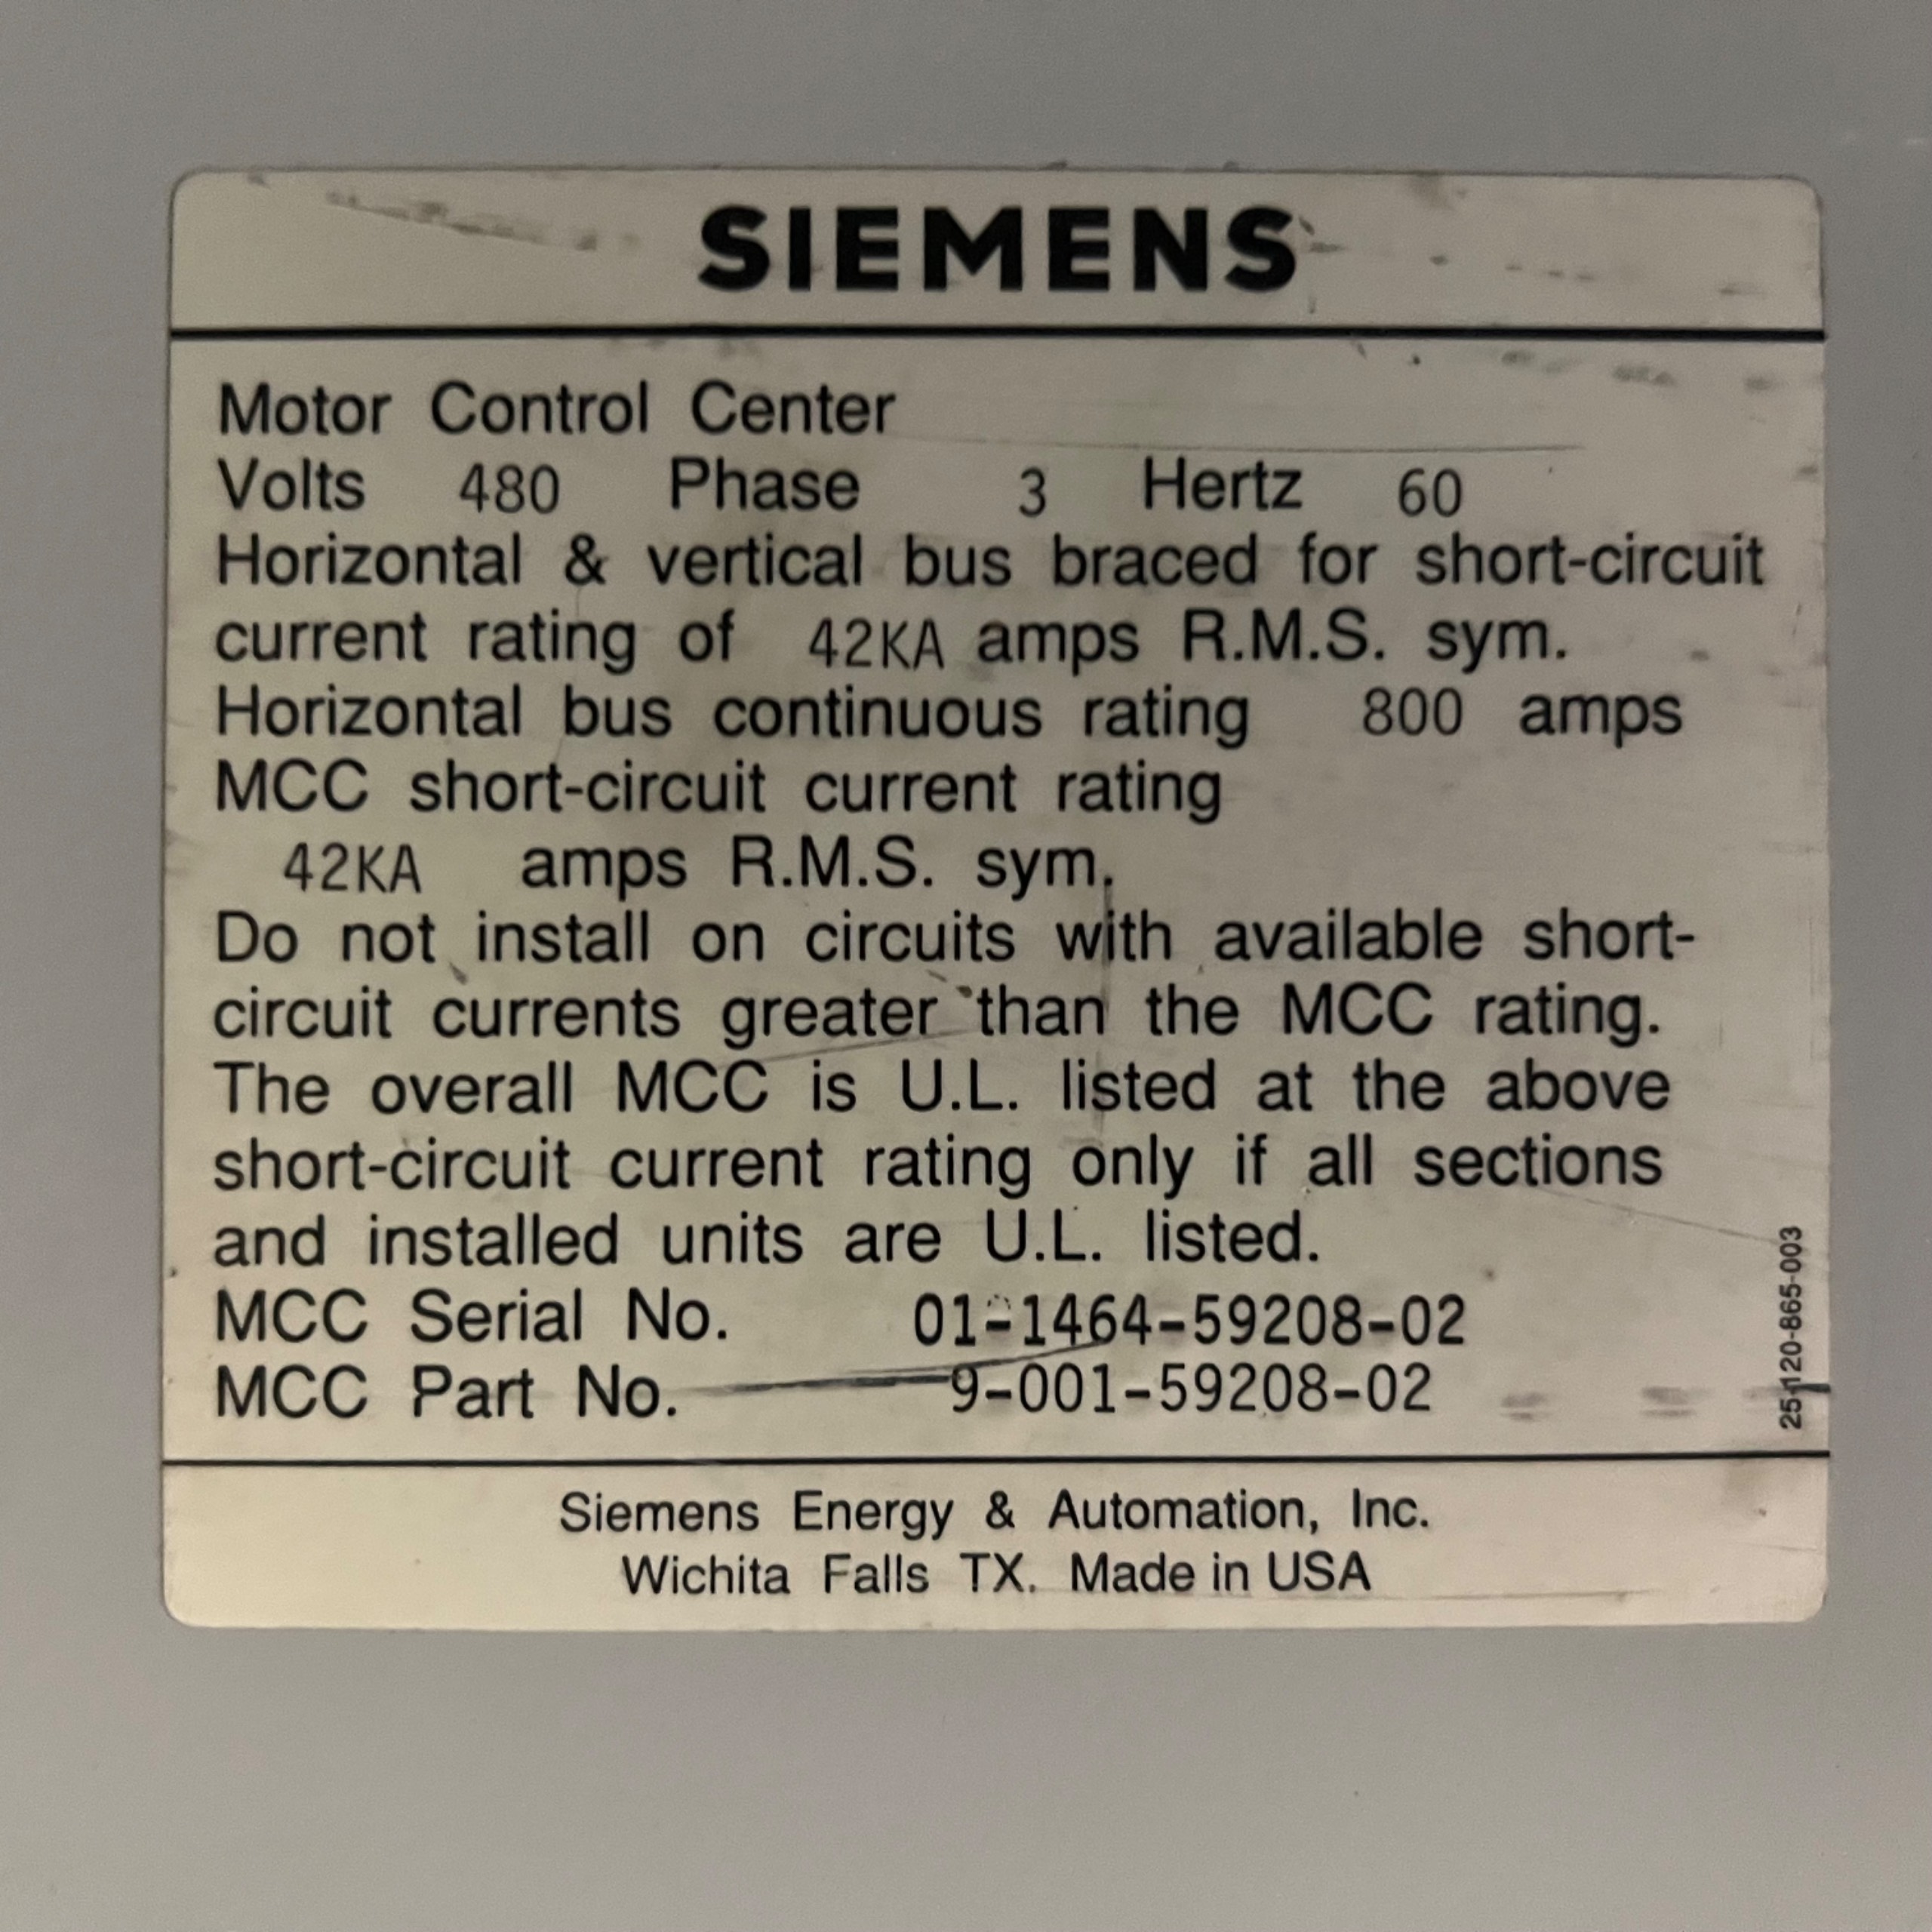 SIEMENS
Motor Control Center
Volts 480 Phase 3 Hertz 60
Horizontal & vertical bus braced for short-circuit
current rating of 42KA amps R.M.S. sym.
Horizontal bus continuous rating 800 amps
MCC short-circuit current rating
42KA amps R.M.S. sym.
Do not install on circuits with available short-
circuit currents greater than the MCC rating.
The overall MCC is U.L. listed at the above
short-circuit current rating only if all sections
and installed units are U.L. listed.
MCC Serial No. 01-1464-59208-02
MCC Part No. 9-001-59208-02
25-120-865-003
Siemens Energy & Automation, Inc.
Wichita Falls TX. Made in USA